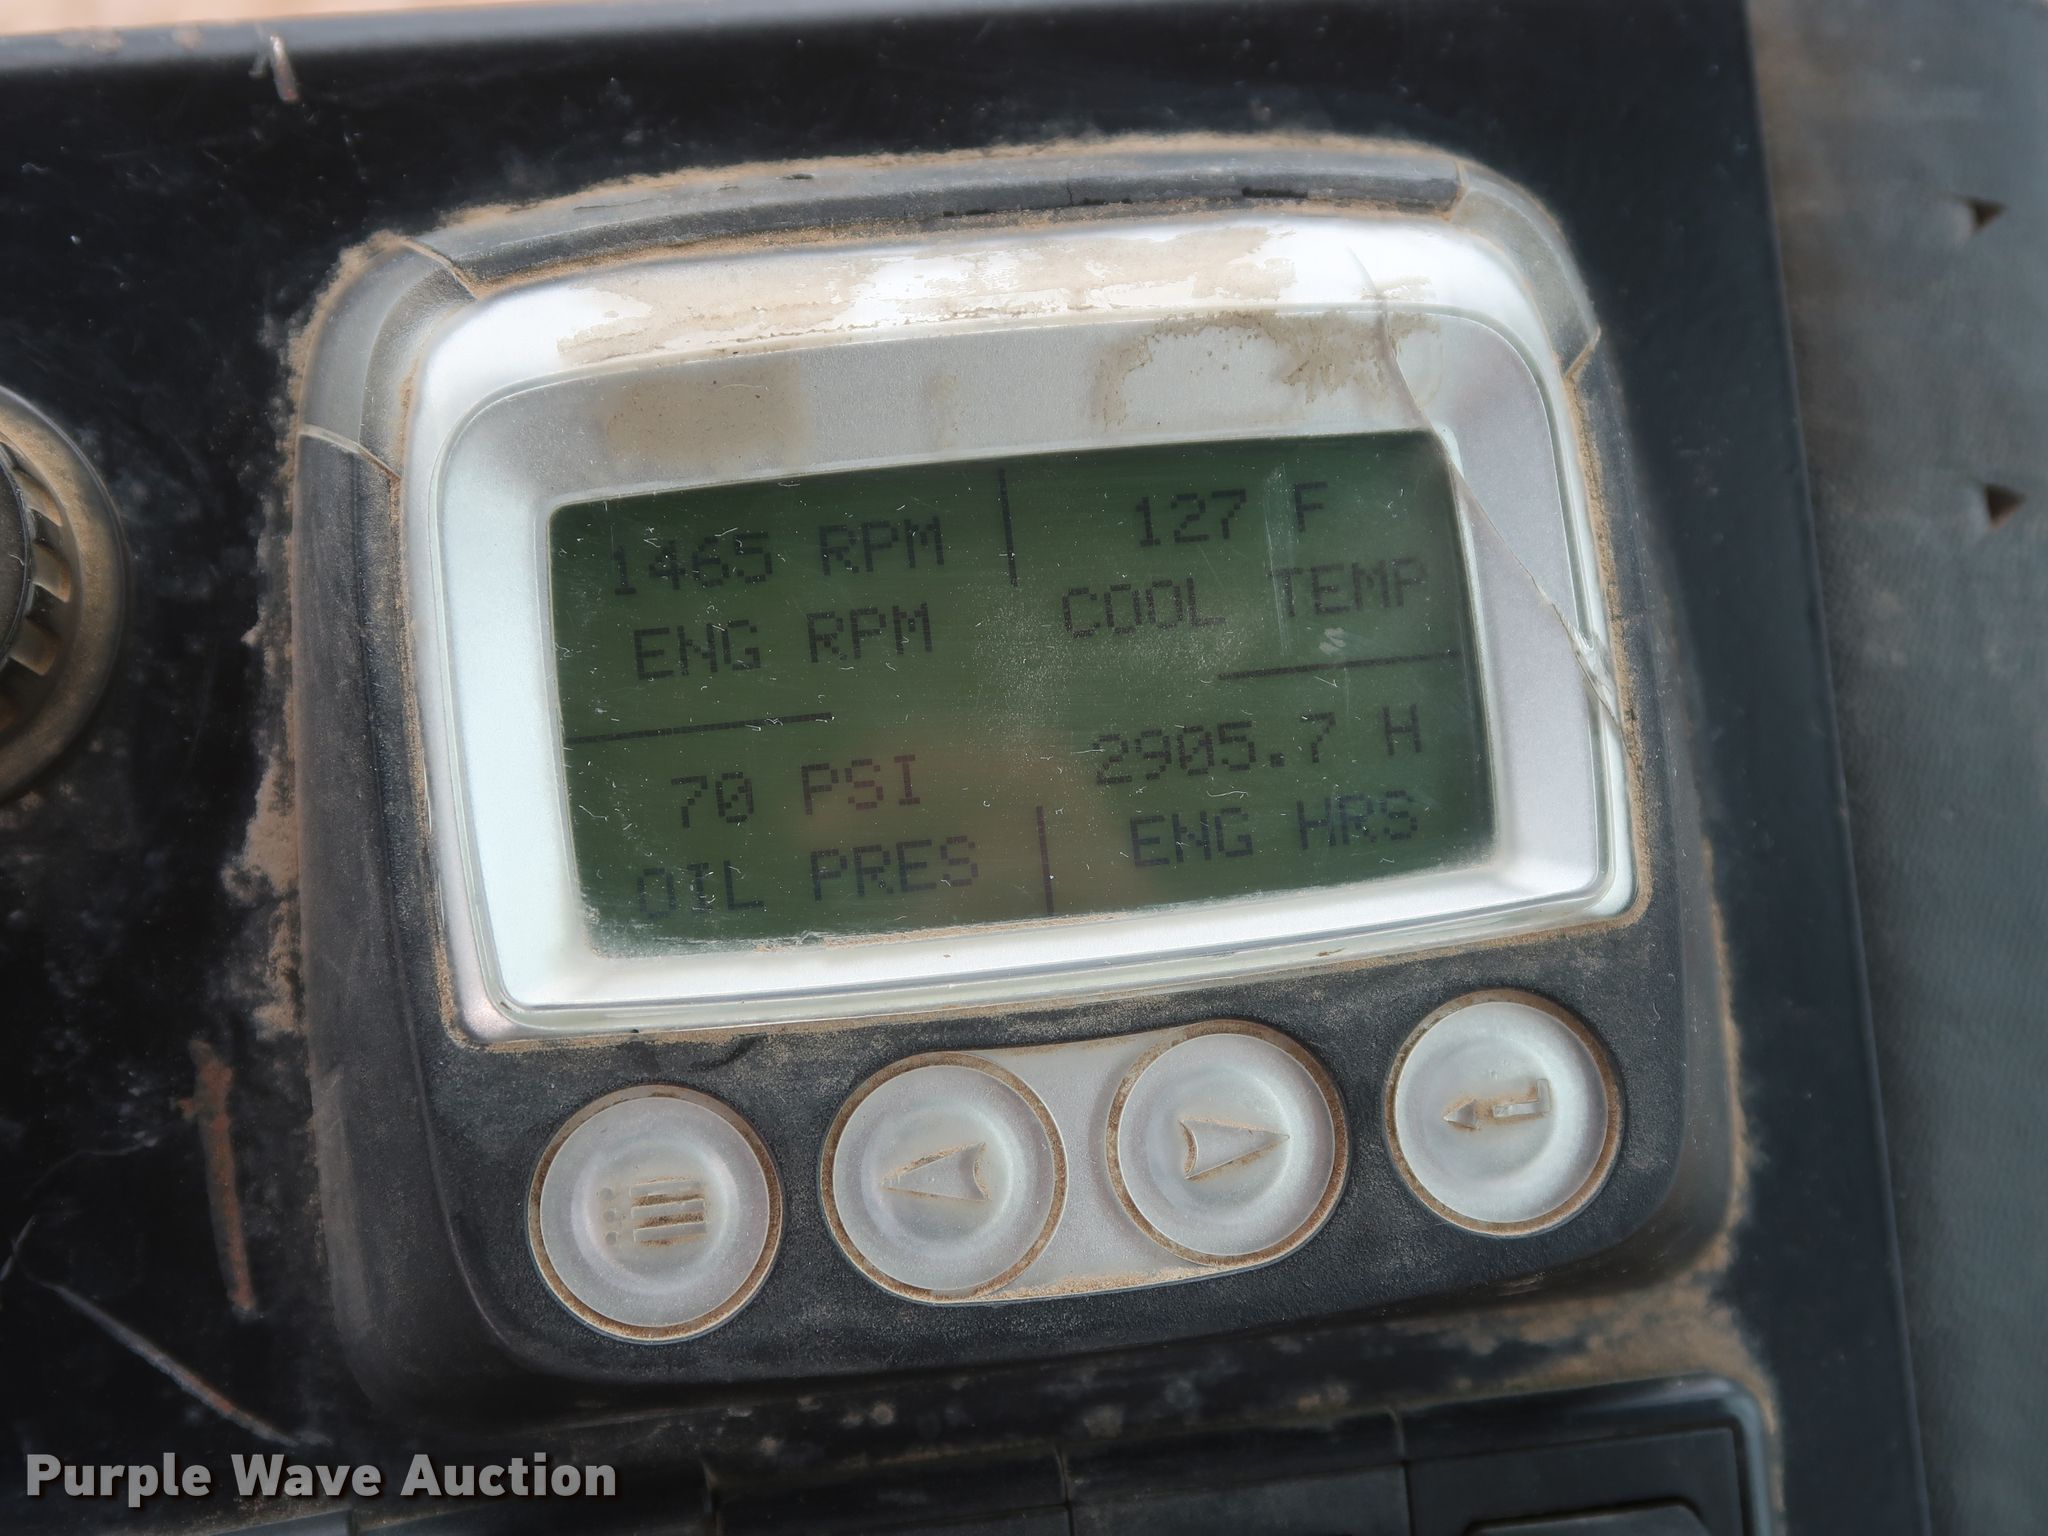 1465 RPM
ENG RPM
127 F
COOL TEMP
70 PSI
OIL PRES
2905.7 H
ENG HRS
Purple Wave Auction